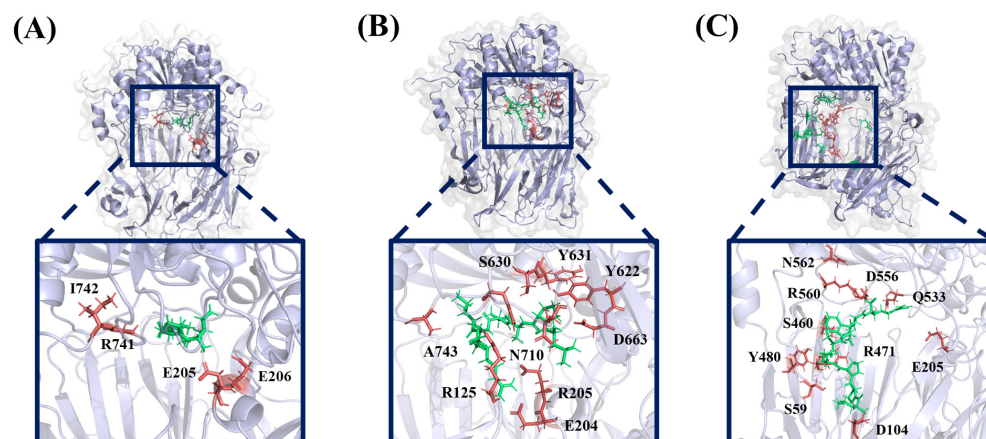 (A)
(B)
(C)
I742
R741
E205
E206
S630
Y631
Y622
D663
A743
N710
R125
R205
E204
N562
D556
R560
Q533
S460
R471
Y480
E205
S59
D104